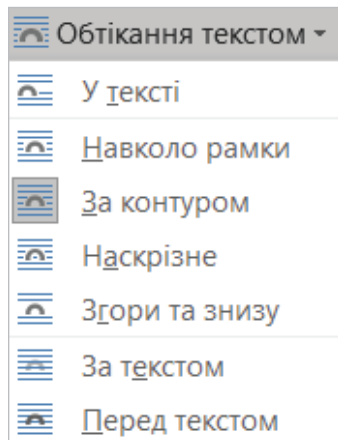 Обтікання текстом
У тексті
Навколо рамки
За контуром
Наскрізне
Згори та знизу
За текстом
Перед текстом